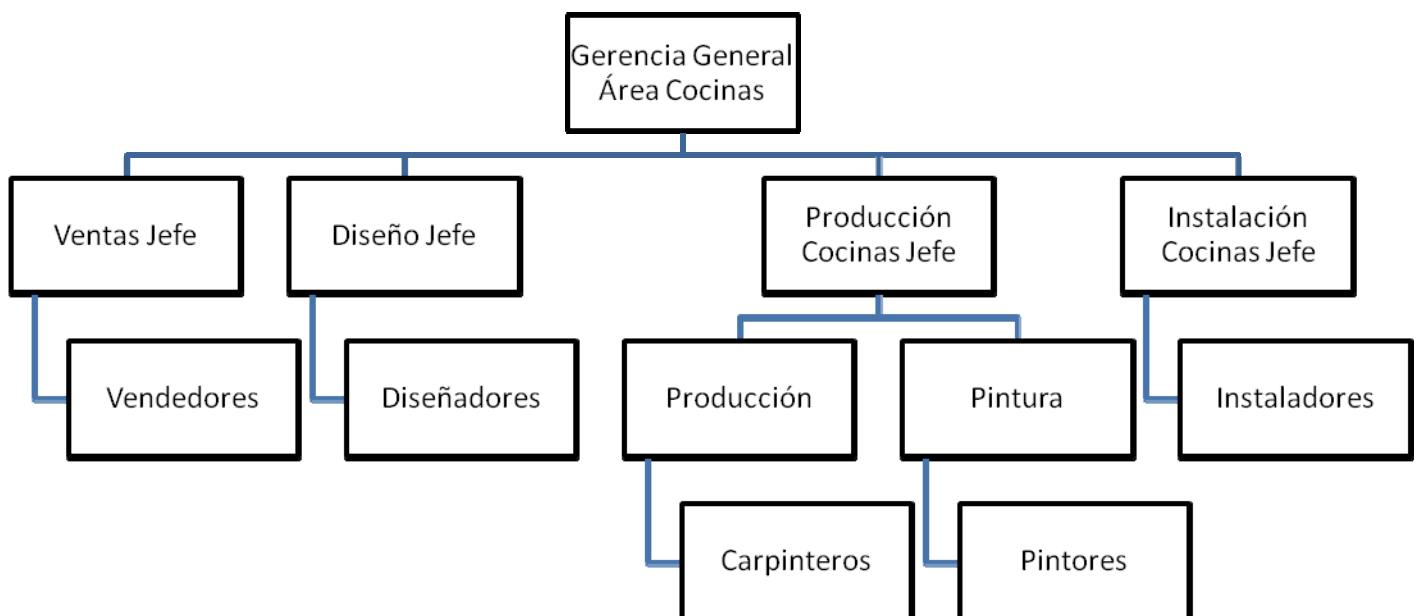 Gerencia General
Área Cocinas
Ventas Jefe
Diseño Jefe
Producción
Cocinas Jefe
Instalación
Cocinas Jefe
Vendedores
Diseñadores
Producción
Pintura
Instaladores
Carpinteros
Pintores